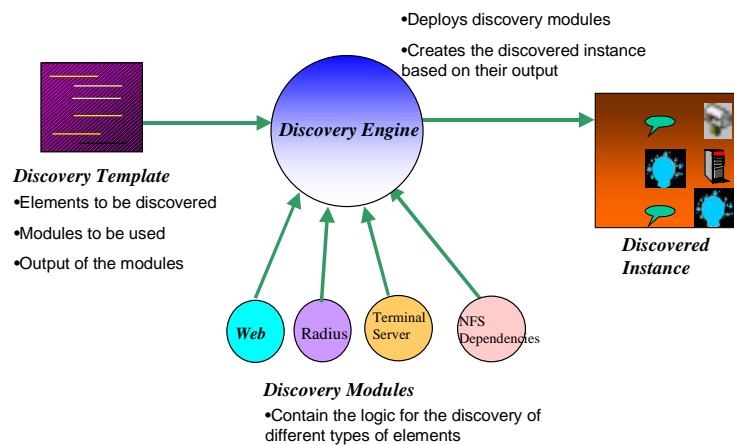 •Deploys discovery modules
•Creates the discovered instance
based on their output
Discovery Engine
Discovery Template
•Elements to be discovered
•Modules to be used
•Output of the modules
Discovered
Instance
Web
Radius
Terminal
Server
NFS
Dependencies
Discovery Modules
•Contain the logic for the discovery of
different types of elements